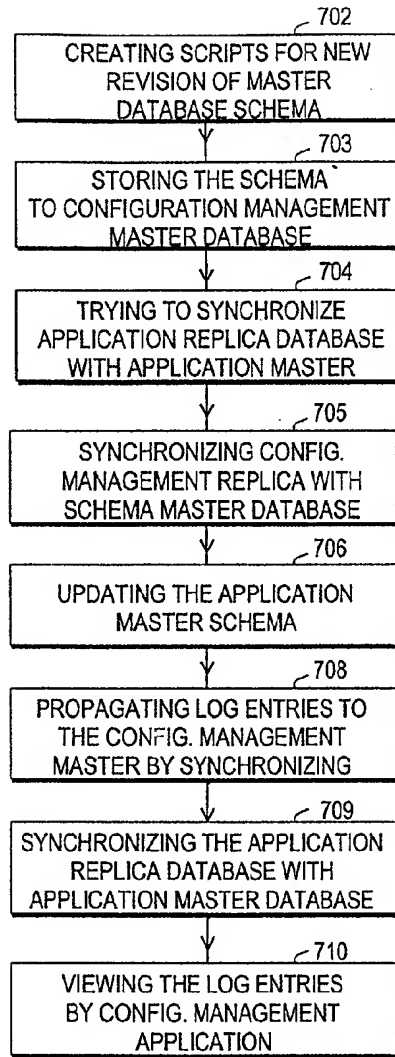 702
CREATING SCRIPTS FOR NEW
REVISION OF MASTER
DATABASE SCHEMA
703
STORING THE SCHEMA
TO CONFIGURATION MANAGEMENT
MASTER DATABASE
704
TRYING TO SYNCHRONIZE
APPLICATION REPLICA DATABASE
WITH APPLICATION MASTER
705
SYNCHRONIZING CONFIG.
MANAGEMENT REPLICA WITH
SCHEMA MASTER DATABASE
706
UPDATING THE APPLICATION
MASTER SCHEMA
708
PROPAGATING LOG ENTRIES TO
THE CONFIG. MANAGEMENT
MASTER BY SYNCHRONIZING
709
SYNCHRONIZING THE APPLICATION
REPLICA DATABASE WITH
APPLICATION MASTER DATABASE
710
VIEWING THE LOG ENTRIES
BY CONFIG. MANAGEMENT
APPLICATION